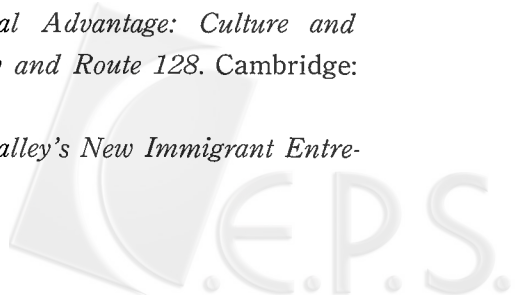 al Advantage: Culture and
and Route 128. Cambridge:
alley's New Immigrant Entre-
C.E.P.S.